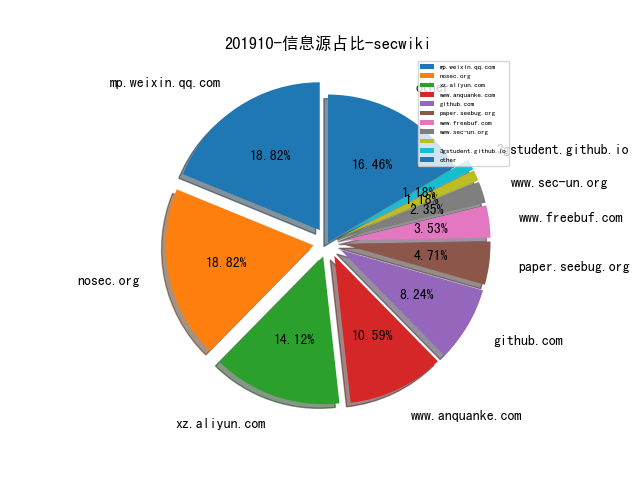 201910-信息源占比-secwiki
mp.weixin.qq.com
18.82%
nosec.org
18.82%
xz.aliyun.com
14.12%
www.anquanke.com
10.59%
github.com
8.24%
paper.seebug.org
4.71%
www.freebuf.com
3.53%
www.sec-un.org
2.35%
1.18%
3gstudent.github.io
1.18%
other
16.46%
mp.weixin.qq.com
nosec.org
xz.aliyun.com
www.anquanke.com
github.com
paper.seebug.org
www.freebuf.com
www.sec-un.org
3gstudent.github.io
other